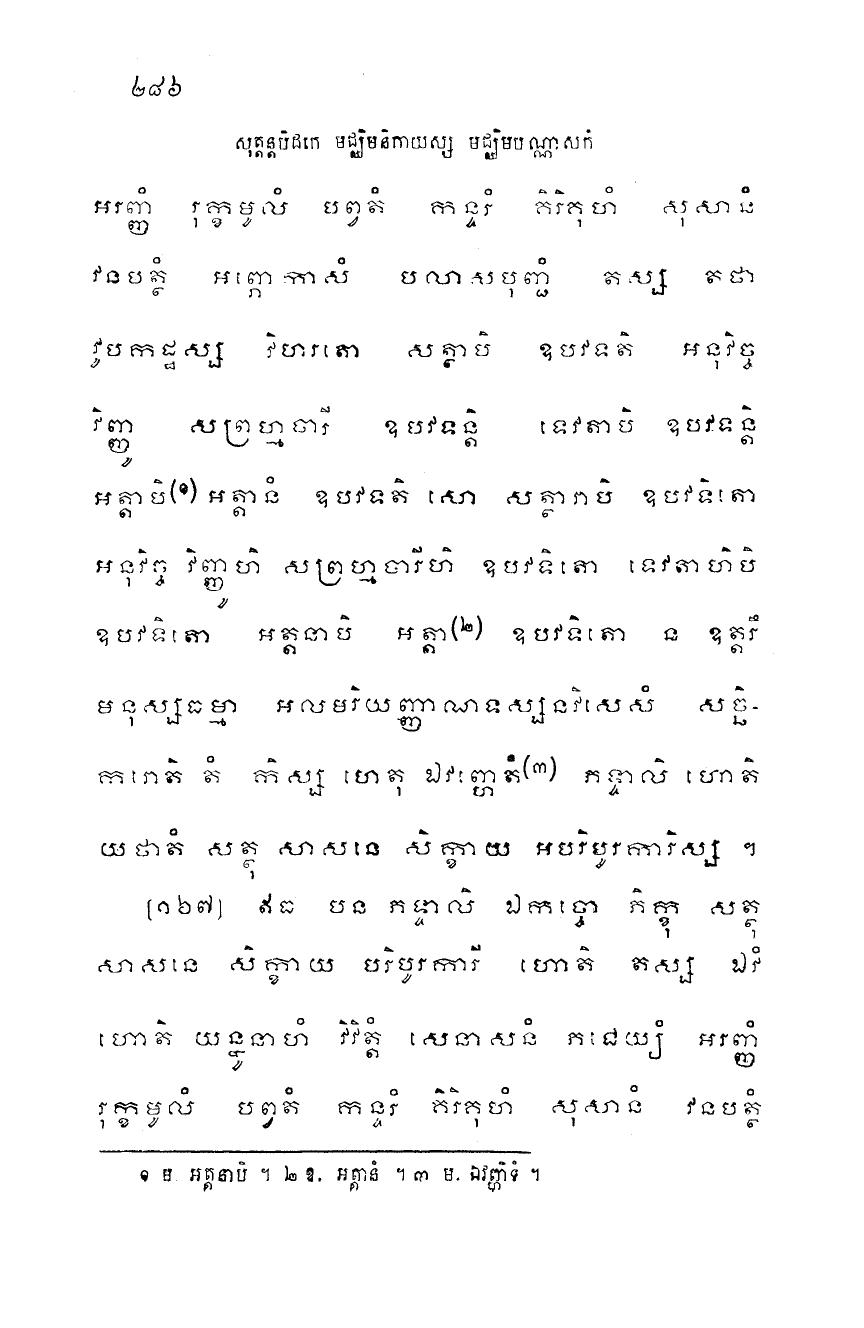 ២៨៦
សុត្តន្តបិដកេ មជ្ឈិមនិកាយស្ស មជ្ឈិមបណ្ណាសកំ
អរញ្ញំ រុក្ខមូលំ បព្វតំ កន្ទរំ គិរិគុហំ សុសានំ
វនបត្ថំ អព្ភោកាសំ បលាសបុញ្ជំ តស្ស តថា
វូបកដ្ឋស្ស វិហរតោ សត្ថាបិ ឧបវទតិ អនុវិច្ច
វិញ្ញូ សព្រហ្មចារី ឧបវទន្តិ ទេវតាបិ ឧបវទន្តិ
អត្តាបិ(១) អត្តានំ ឧបវទតិ សោ សត្ថារាបិ ឧបវទិតោ
អនុវិច្ច វិញ្ញូហិ សព្រហ្មចារីហិ ឧបវទិតោ ទេវតាហិបិ
ឧបវទិតោ អត្តនាបិ អត្តា(២) ឧបវទិតោ ន ឧត្តរឹ
មនុស្សធម្មា អលមរិយញ្ញាណទស្សនវិសេសំ សច្ឆិ-
ករោតិ តំ កិស្ស ហេតុ ឯវញ្ហេតំ(៣) ភទ្ទាលិ ហោតិ
យថាតំ សត្ថុ សាសនេ សិក្ខាយ អបរិបូរការិស្ស ។
[១៦៧] ឥធ បន ភទ្ទាលិ ឯកច្ចោ ភិក្ខុ សត្ថុ
សាសនេ សិក្ខាយ បរិបូរការី ហោតិ តស្ស ឯវំ
ហោតិ យន្នូនាហំ វិវិត្តំ សេនាសនំ ភជេយ្យំ អរញ្ញំ
រុក្ខមូលំ បព្វតំ កន្ទរំ គិរិគុហំ សុសានំ វនបត្ថំ
១ ម. អត្តនាបិ ។ ២ ឧ. អត្តានំ ។ ៣ ម. ឯវញ្ហិទំ ។